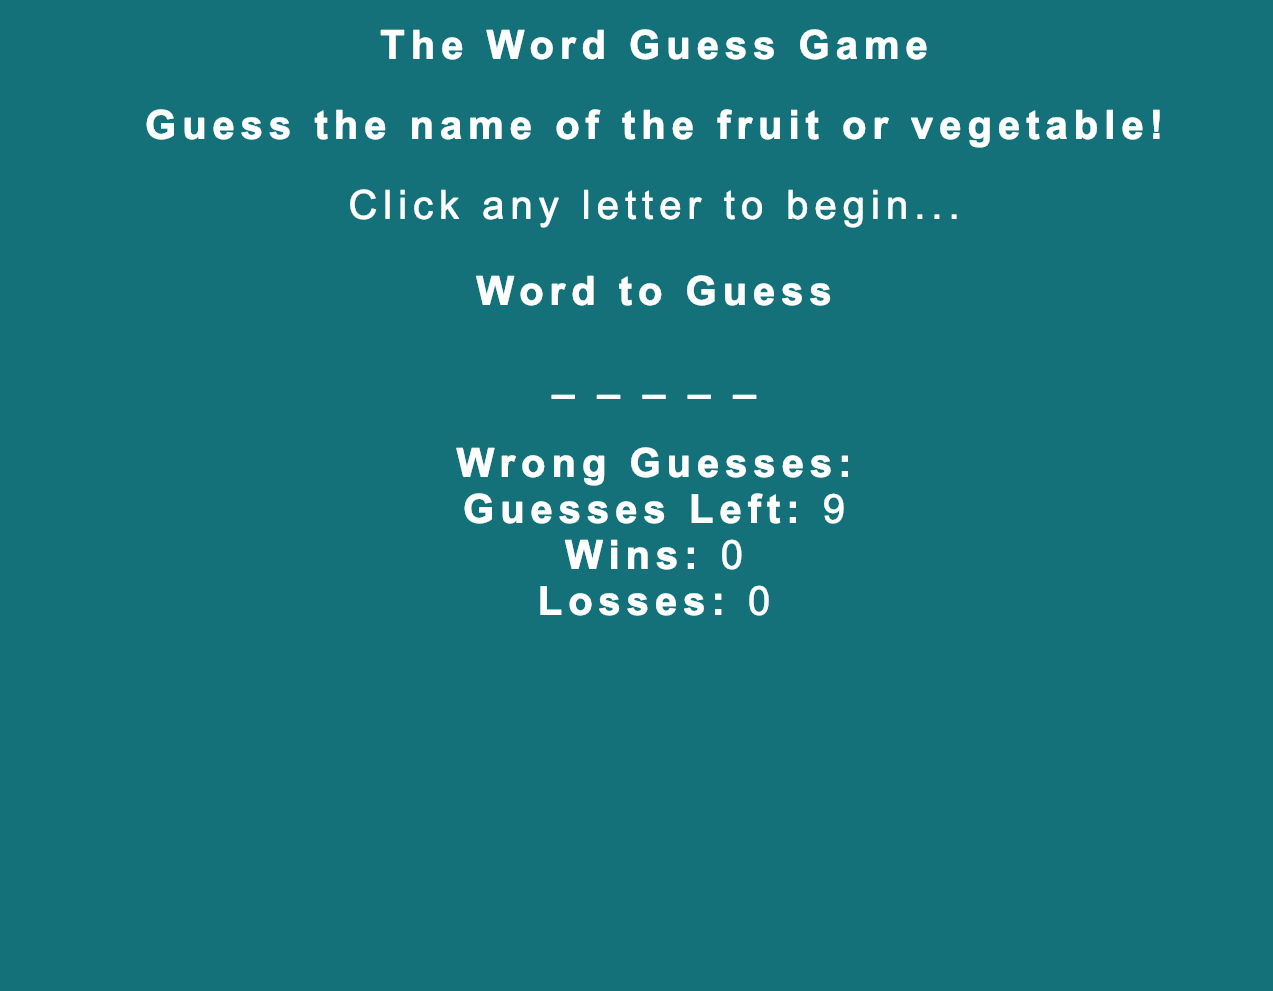 The Word Guess Game
Guess the name of the fruit or vegetable!
Click any letter to begin...
Word to Guess
_ _ _ _ _
Wrong Guesses:
Guesses Left: 9
Wins: 0
Losses: 0